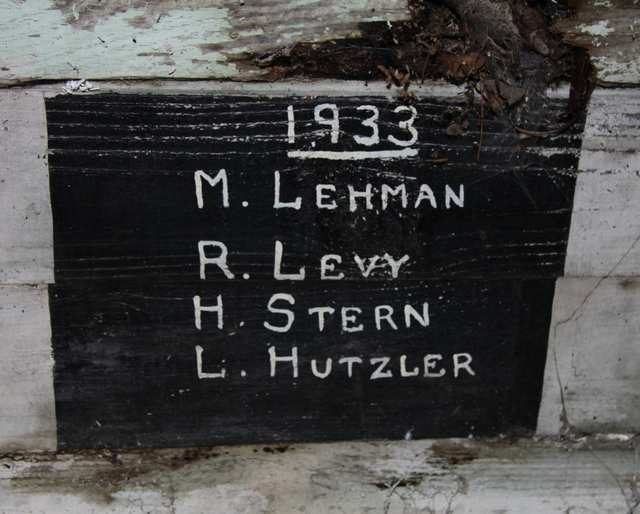 1933
M. LEHMAN
R. LEVY
H. STERN
L. HUTZLER